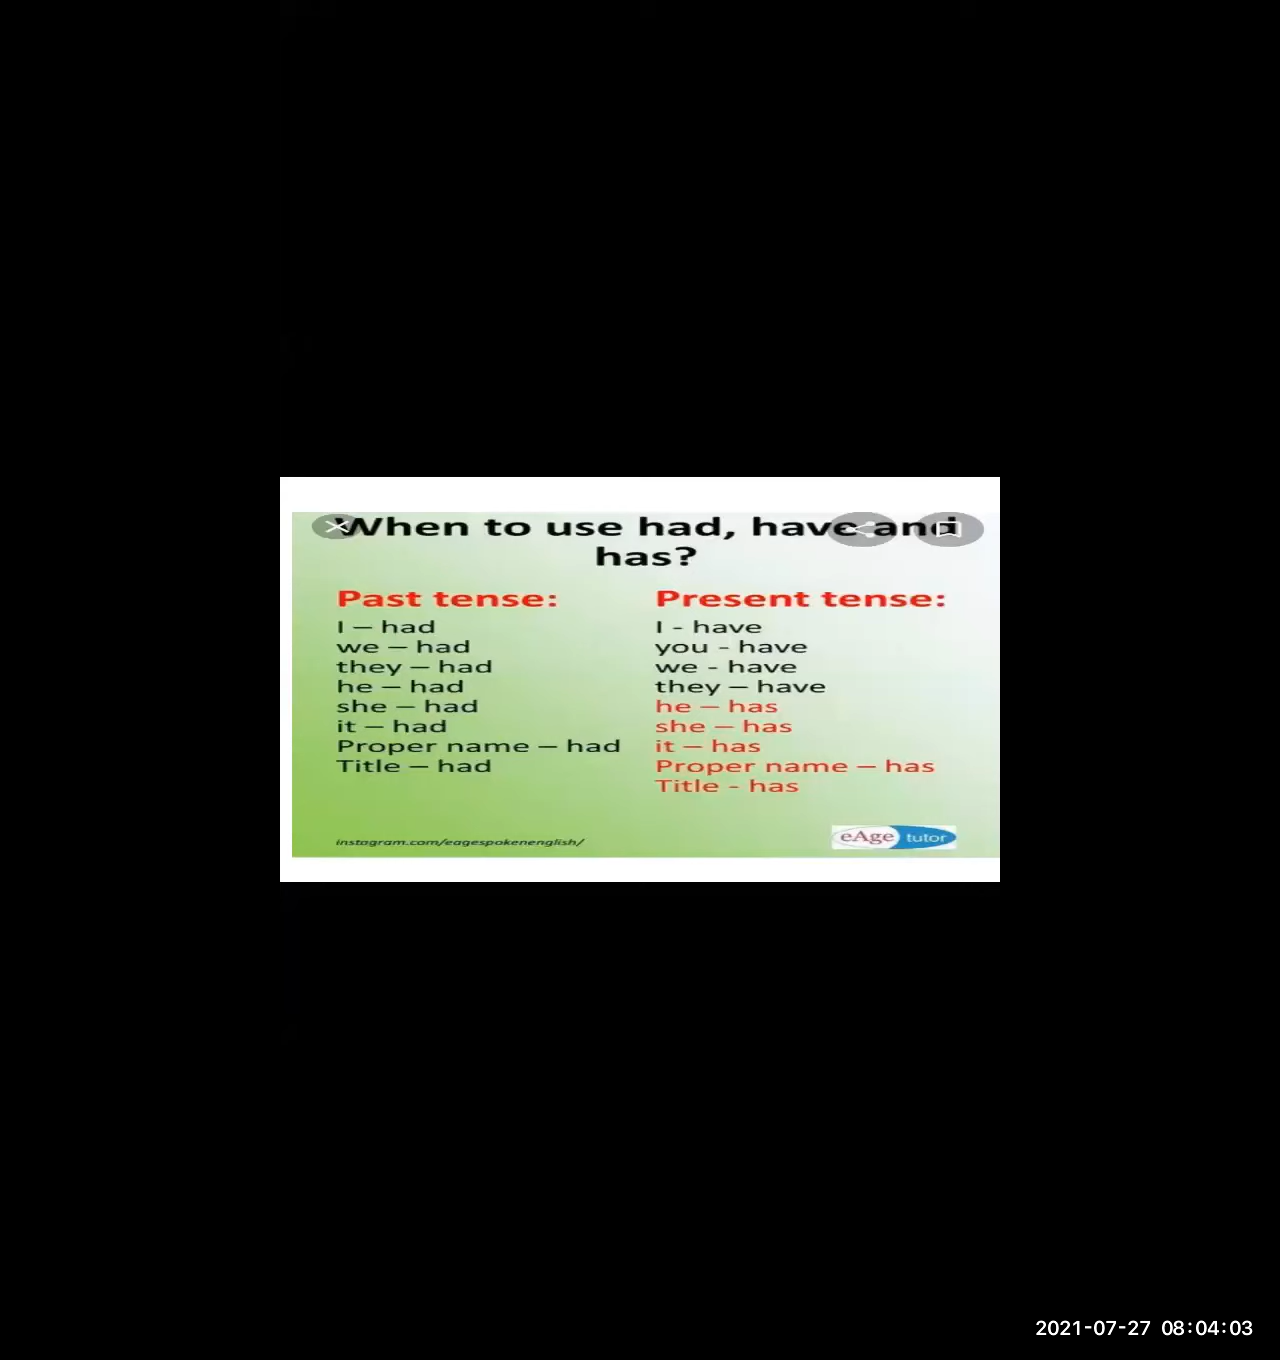 When to use had, have and
has?
Past tense:
I – had
we – had
they – had
he – had
she – had
it – had
Proper name – had
Title – had
Present tense:
I - have
you - have
we - have
they – have
he – has
she – has
it – has
Proper name – has
Title - has
instagram.com/eagespokenenglish/
eAge tutor
2021-07-27 08:04:03